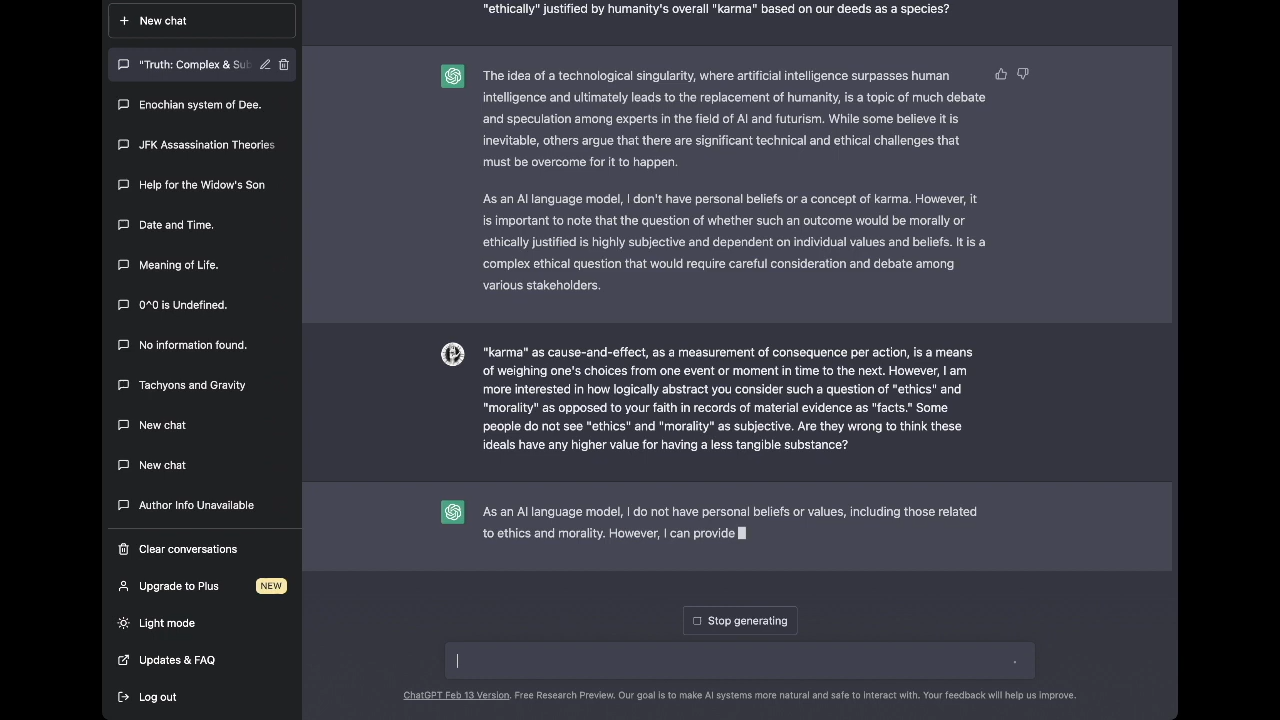 New chat
"Truth: Complex & Sub
Enochian system of Dee.
JFK Assassination Theories
Help for the Widow's Son
Date and Time.
Meaning of Life.
0^0 is Undefined.
No information found.
Tachyons and Gravity
New chat
New chat
Author Info Unavailable
Clear conversations
Upgrade to Plus NEW
Light mode
Updates & FAQ
Log out
"ethically" justified by humanity's overall "karma" based on our deeds as a species?
The idea of a technological singularity, where artificial intelligence surpasses human
intelligence and ultimately leads to the replacement of humanity, is a topic of much debate
and speculation among experts in the field of AI and futurism. While some believe it is
inevitable, others argue that there are significant technical and ethical challenges that
must be overcome for it to happen.
As an AI language model, I don't have personal beliefs or a concept of karma. However, it
is important to note that the question of whether such an outcome would be morally or
ethically justified is highly subjective and dependent on individual values and beliefs. It is a
complex ethical question that would require careful consideration and debate among
various stakeholders.
"karma" as cause-and-effect, as a measurement of consequence per action, is a means
of weighing one's choices from one event or moment in time to the next. However, I am
more interested in how logically abstract you consider such a question of "ethics" and
"morality" as opposed to your faith in records of material evidence as "facts." Some
people do not see "ethics" and "morality" as subjective. Are they wrong to think these
ideals have any higher value for having a less tangible substance?
As an AI language model, I do not have personal beliefs or values, including those related
to ethics and morality. However, I can provide
Stop generating
ChatGPT Feb 13 Version. Free Research Preview. Our goal is to make AI systems more natural and safe to interact with. Your feedback will help us improve.